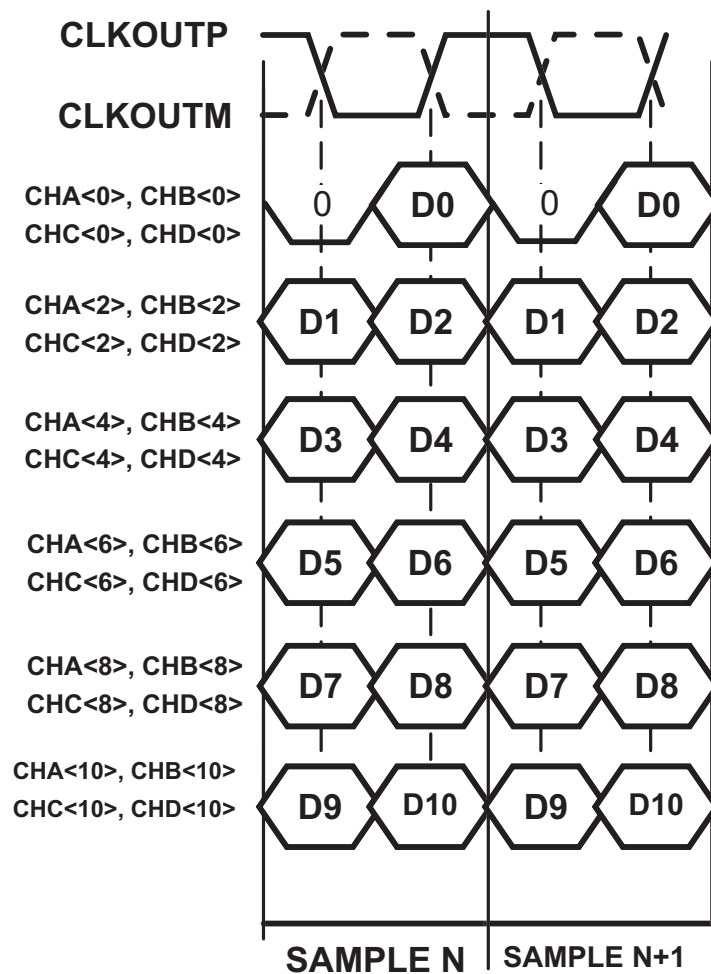 CLKOUTP
CLKOUTM
CHA<0>, CHB<0>
CHC<0>, CHD<0>
0 D0 0 D0
CHA<2>, CHB<2>
CHC<2>, CHD<2>
D1 D2 D1 D2
CHA<4>, CHB<4>
CHC<4>, CHD<4>
D3 D4 D3 D4
CHA<6>, CHB<6>
CHC<6>, CHD<6>
D5 D6 D5 D6
CHA<8>, CHB<8>
CHC<8>, CHD<8>
D7 D8 D7 D8
CHA<10>, CHB<10>
CHC<10>, CHD<10>
D9 D10 D9 D10
SAMPLE N SAMPLE N+1